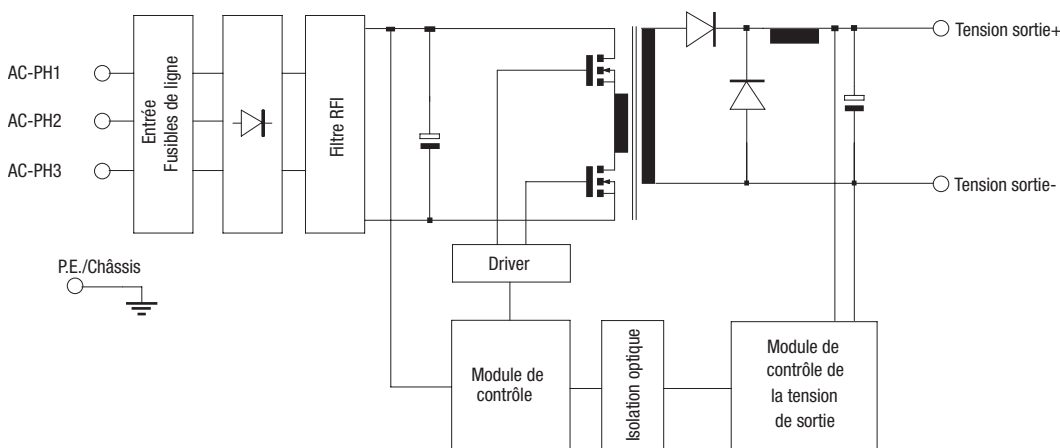 AC-PH1
AC-PH2
AC-PH3
Entrée
Fusibles de ligne
Filtre RFI
Tension sortie+
Tension sortie-
P.E./Châssis
Driver
Module de
contrôle
Isolation optique
Module de
contrôle de
la tension
de sortie